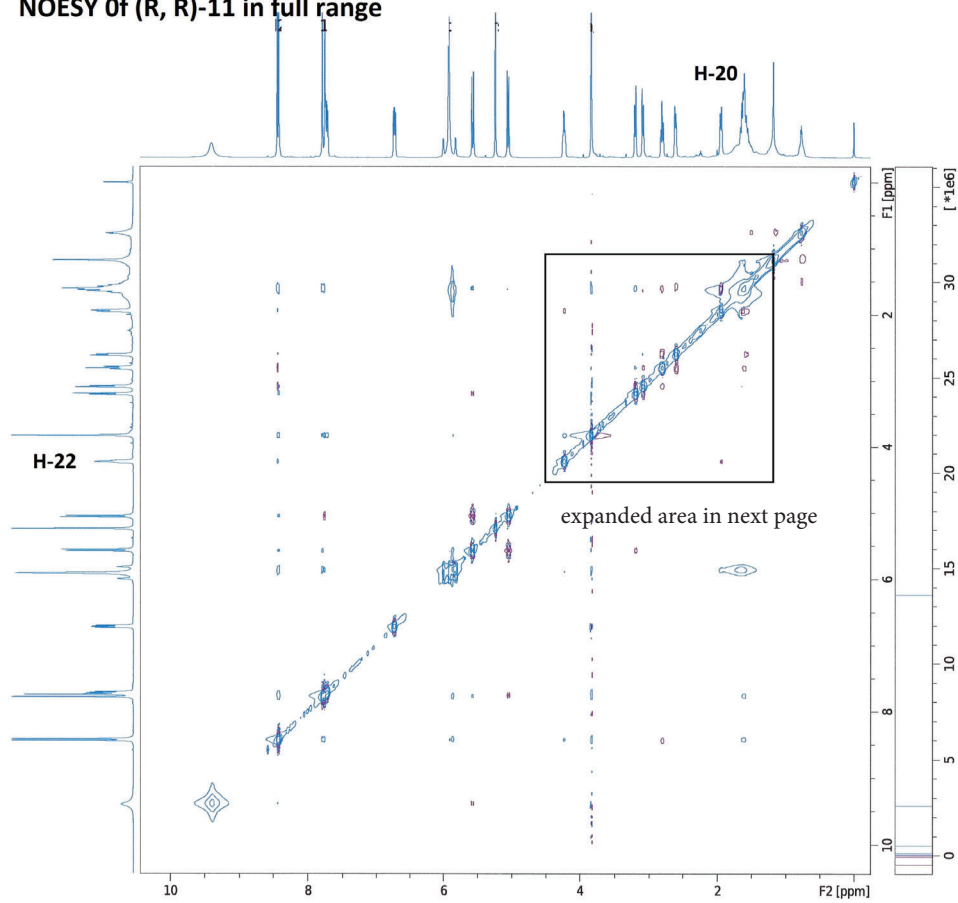 NOESY 0f (R, R)-11 in full range
H-20
F1 [ppm]
[ *1e6]
30
2
25
4
20
H-22
expanded area in next page
15
6
10
8
5
10
0
10
8
6
4
2
F2 [ppm]